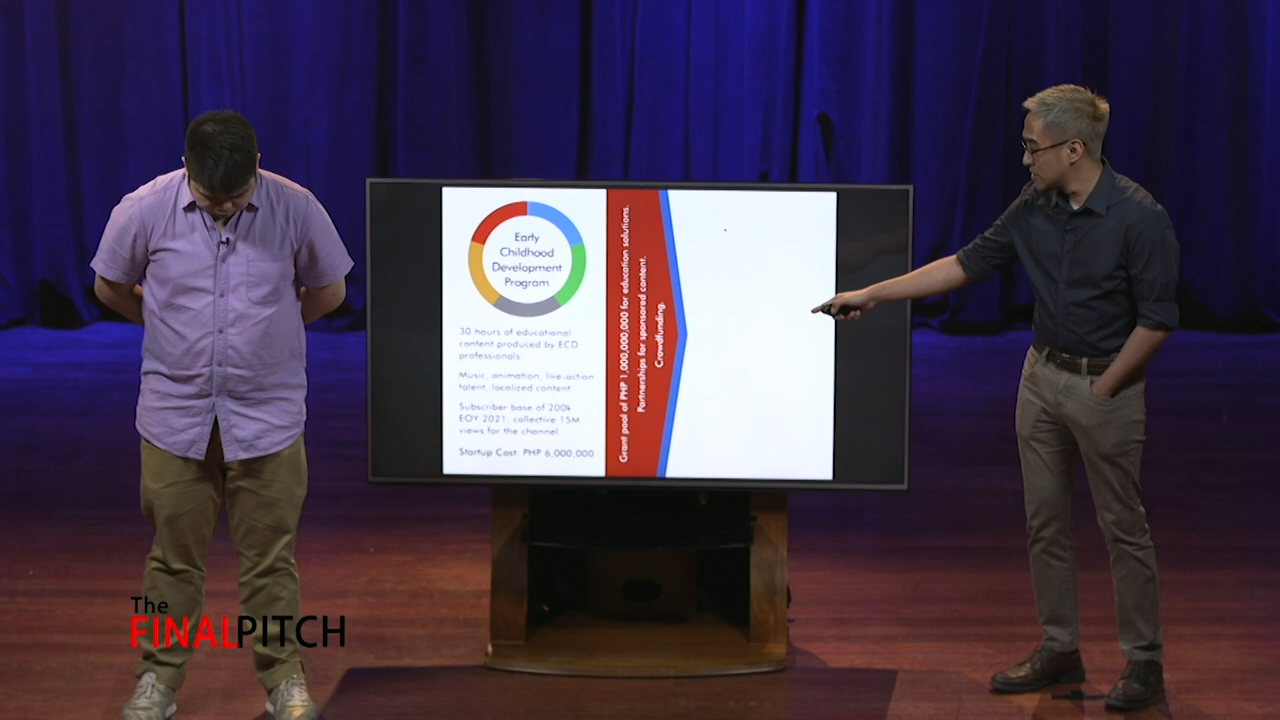 Early
Childhood
Development
Program
30 hours of educational
content produced by ECD
professionals.
Music, animation, live-action
talent, localized content
Subscriber base of 200k
EOY 2021, collective 15M
views for the channel
Startup Cost: PHP 6,000,000
Grant pool of PHP 1,000,000,000 for education solutions.
Partnerships for sponsored content.
Crowdfunding.
The
FINALPITCH